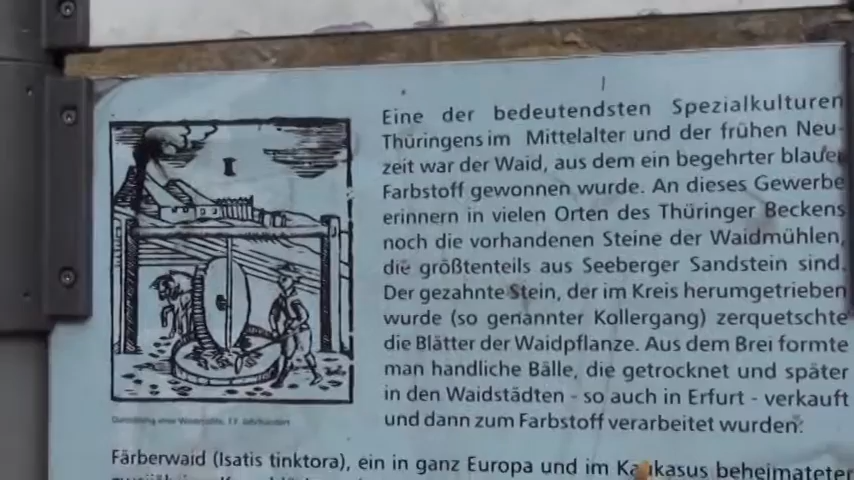 Eine der bedeutendsten Spezialkulturen
Thüringens im Mittelalter und der frühen Neu-
zeit war der Waid, aus dem ein begehrter blauer
Farbstoff gewonnen wurde. An dieses Gewerbe
erinnern in vielen Orten des Thüringer Beckens
noch die vorhandenen Steine der Waidmühlen,
die größtenteils aus Seeberger Sandstein sind.
Der gezahnte Stein, der im Kreis herumgetrieben
wurde (so genannter Kollergang), zerquetschte
die Blätter der Waidpflanze. Aus dem Brei formte
man handliche Bälle, die getrocknet und später
in den Waidstädten - so auch in Erfurt - verkauft
und dann zum Farbstoff verarbeitet wurden.
Darstellung einer Waidmühle, 17. Jahrhundert
Färberwaid (Isatis tinktora), ein in ganz Europa und im Kaukasus beheimateter